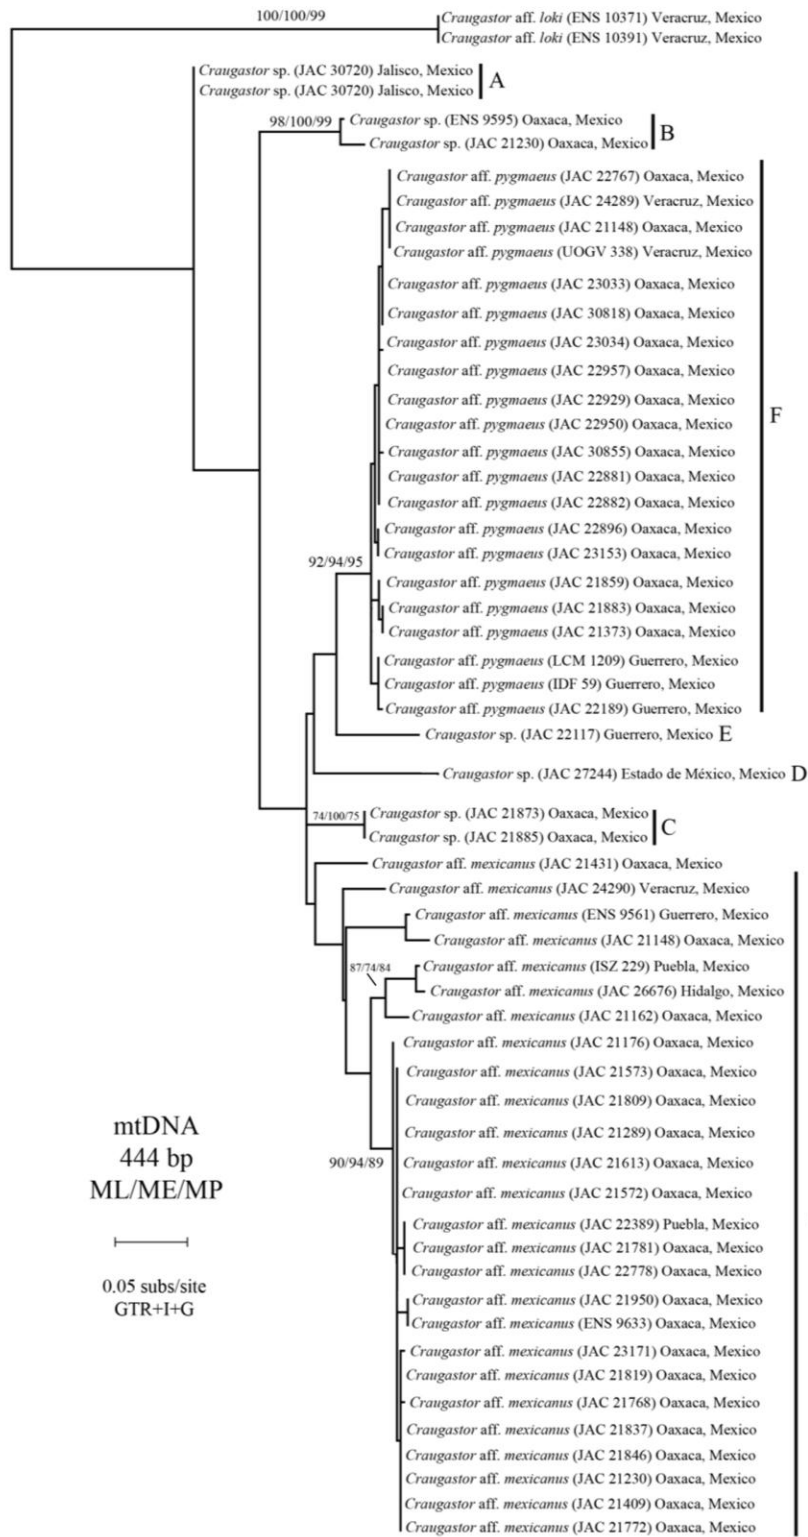 100/100/99
Craugastor aff. loki (ENS 10371) Veracruz, Mexico
Craugastor aff. loki (ENS 10391) Veracruz, Mexico
Craugastor sp. (JAC 30720) Jalisco, Mexico
Craugastor sp. (JAC 30720) Jalisco, Mexico
A
98/100/99
Craugastor sp. (ENS 9595) Oaxaca, Mexico
Craugastor sp. (JAC 21230) Oaxaca, Mexico
B
Craugastor aff. pygmaeus (JAC 22767) Oaxaca, Mexico
Craugastor aff. pygmaeus (JAC 24289) Veracruz, Mexico
Craugastor aff. pygmaeus (JAC 21148) Oaxaca, Mexico
Craugastor aff. pygmaeus (UOGV 338) Veracruz, Mexico
Craugastor aff. pygmaeus (JAC 23033) Oaxaca, Mexico
Craugastor aff. pygmaeus (JAC 30818) Oaxaca, Mexico
Craugastor aff. pygmaeus (JAC 23034) Oaxaca, Mexico
Craugastor aff. pygmaeus (JAC 22957) Oaxaca, Mexico
Craugastor aff. pygmaeus (JAC 22929) Oaxaca, Mexico
F
Craugastor aff. pygmaeus (JAC 22950) Oaxaca, Mexico
Craugastor aff. pygmaeus (JAC 30855) Oaxaca, Mexico
Craugastor aff. pygmaeus (JAC 22881) Oaxaca, Mexico
Craugastor aff. pygmaeus (JAC 22882) Oaxaca, Mexico
Craugastor aff. pygmaeus (JAC 22896) Oaxaca, Mexico
Craugastor aff. pygmaeus (JAC 23153) Oaxaca, Mexico
92/94/95
Craugastor aff. pygmaeus (JAC 21859) Oaxaca, Mexico
Craugastor aff. pygmaeus (JAC 21883) Oaxaca, Mexico
Craugastor aff. pygmaeus (JAC 21373) Oaxaca, Mexico
Craugastor aff. pygmaeus (LCM 1209) Guerrero, Mexico
Craugastor aff. pygmaeus (IDF 59) Guerrero, Mexico
Craugastor aff. pygmaeus (JAC 22189) Guerrero, Mexico
Craugastor sp. (JAC 22117) Guerrero, Mexico E
Craugastor sp. (JAC 27244) Estado de México, Mexico D
74/100/75
Craugastor sp. (JAC 21873) Oaxaca, Mexico
Craugastor sp. (JAC 21885) Oaxaca, Mexico
C
Craugastor aff. mexicanus (JAC 21431) Oaxaca, Mexico
Craugastor aff. mexicanus (JAC 24290) Veracruz, Mexico
Craugastor aff. mexicanus (ENS 9561) Guerrero, Mexico
Craugastor aff. mexicanus (JAC 21148) Oaxaca, Mexico
87/74/84
Craugastor aff. mexicanus (ISZ 229) Puebla, Mexico
Craugastor aff. mexicanus (JAC 26676) Hidalgo, Mexico
Craugastor aff. mexicanus (JAC 21162) Oaxaca, Mexico
Craugastor aff. mexicanus (JAC 21176) Oaxaca, Mexico
Craugastor aff. mexicanus (JAC 21573) Oaxaca, Mexico
Craugastor aff. mexicanus (JAC 21809) Oaxaca, Mexico
Craugastor aff. mexicanus (JAC 21289) Oaxaca, Mexico
Craugastor aff. mexicanus (JAC 21613) Oaxaca, Mexico
90/94/89
Craugastor aff. mexicanus (JAC 21572) Oaxaca, Mexico
Craugastor aff. mexicanus (JAC 22389) Puebla, Mexico
Craugastor aff. mexicanus (JAC 21781) Oaxaca, Mexico
Craugastor aff. mexicanus (JAC 22778) Oaxaca, Mexico
Craugastor aff. mexicanus (JAC 21950) Oaxaca, Mexico
Craugastor aff. mexicanus (ENS 9633) Oaxaca, Mexico
Craugastor aff. mexicanus (JAC 23171) Oaxaca, Mexico
Craugastor aff. mexicanus (JAC 21819) Oaxaca, Mexico
Craugastor aff. mexicanus (JAC 21768) Oaxaca, Mexico
Craugastor aff. mexicanus (JAC 21837) Oaxaca, Mexico
Craugastor aff. mexicanus (JAC 21846) Oaxaca, Mexico
Craugastor aff. mexicanus (JAC 21230) Oaxaca, Mexico
Craugastor aff. mexicanus (JAC 21409) Oaxaca, Mexico
Craugastor aff. mexicanus (JAC 21772) Oaxaca, Mexico
mtDNA
444 bp
ML/ME/MP
0.05 subs/site
GTR+I+G